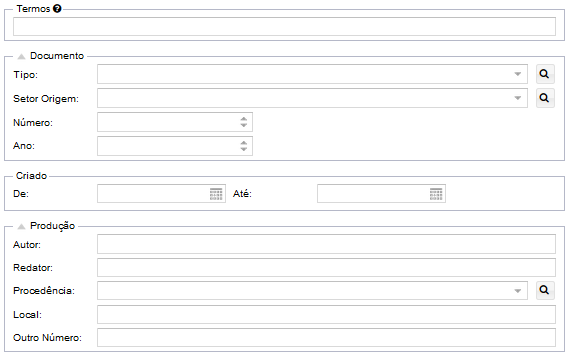 Termos
Documento
Tipo:
Setor Origem:
Número:
Ano:
Criado
De: Até:
Produção
Autor:
Redator:
Procedência:
Local:
Outro Número: